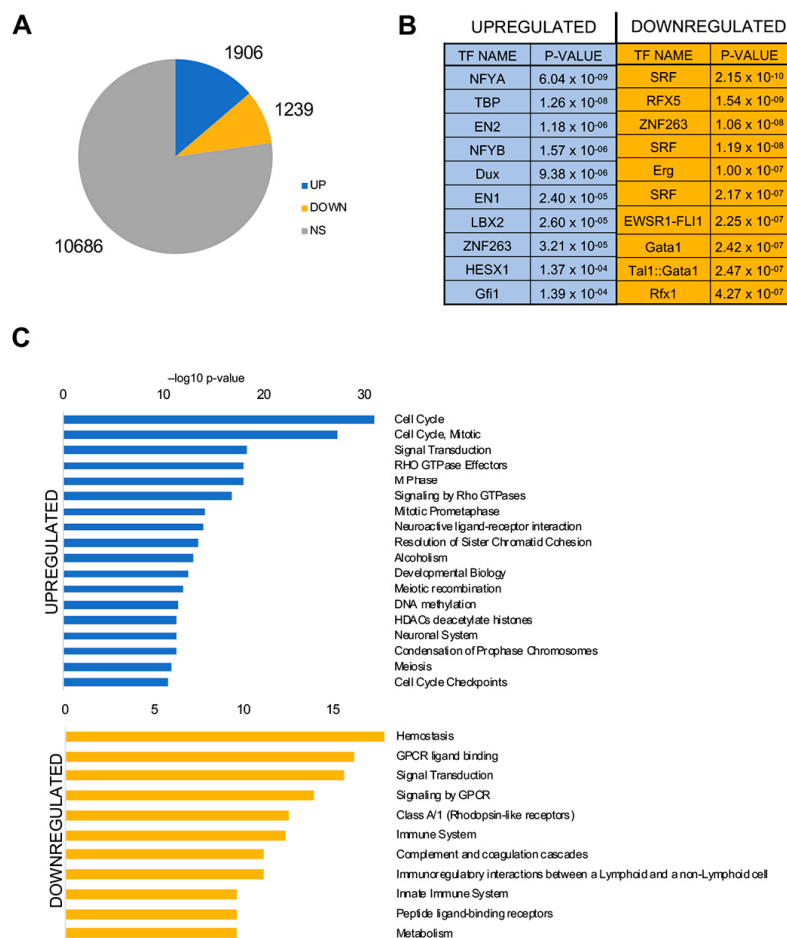 A
1906
1239
10686
UP
DOWN
NS
B
UPREGULATED DOWNREGULATED
TF NAME P-VALUE TF NAME P-VALUE
NFYA 6.04 x 10⁻⁰⁹ SRF 2.15 x 10⁻¹⁰
TBP 1.26 x 10⁻⁰⁸ RFX5 1.54 x 10⁻⁰⁹
EN2 1.18 x 10⁻⁰⁶ ZNF263 1.06 x 10⁻⁰⁸
NFYB 1.57 x 10⁻⁰⁶ SRF 1.19 x 10⁻⁰⁸
Dux 9.38 x 10⁻⁰⁶ Erg 1.00 x 10⁻⁰⁷
EN1 2.40 x 10⁻⁰⁵ SRF 2.17 x 10⁻⁰⁷
LBX2 2.60 x 10⁻⁰⁵ EWSR1-FLI1 2.25 x 10⁻⁰⁷
ZNF263 3.21 x 10⁻⁰⁵ Gata1 2.42 x 10⁻⁰⁷
HESX1 1.37 x 10⁻⁰⁴ Tal1::Gata1 2.47 x 10⁻⁰⁷
Gfi1 1.39 x 10⁻⁰⁴ Rfx1 4.27 x 10⁻⁰⁷
C
–log10 p-value
0 10 20 30
UPREGULATED
Cell Cycle
Cell Cycle, Mitotic
Signal Transduction
RHO GTPase Effectors
M Phase
Signaling by Rho GTPases
Mitotic Prometaphase
Neuroactive ligand-receptor interaction
Resolution of Sister Chromatid Cohesion
Alcoholism
Developmental Biology
Meiotic recombination
DNA methylation
HDACs deacetylate histones
Neuronal System
Condensation of Prophase Chromosomes
Meiosis
Cell Cycle Checkpoints
0 5 10 15
DOWNREGULATED
Hemostasis
GPCR ligand binding
Signal Transduction
Signaling by GPCR
Class A/1 (Rhodopsin-like receptors)
Immune System
Complement and coagulation cascades
Immunoregulatory interactions between a Lymphoid and a non-Lymphoid cell
Innate Immune System
Peptide ligand-binding receptors
Metabolism